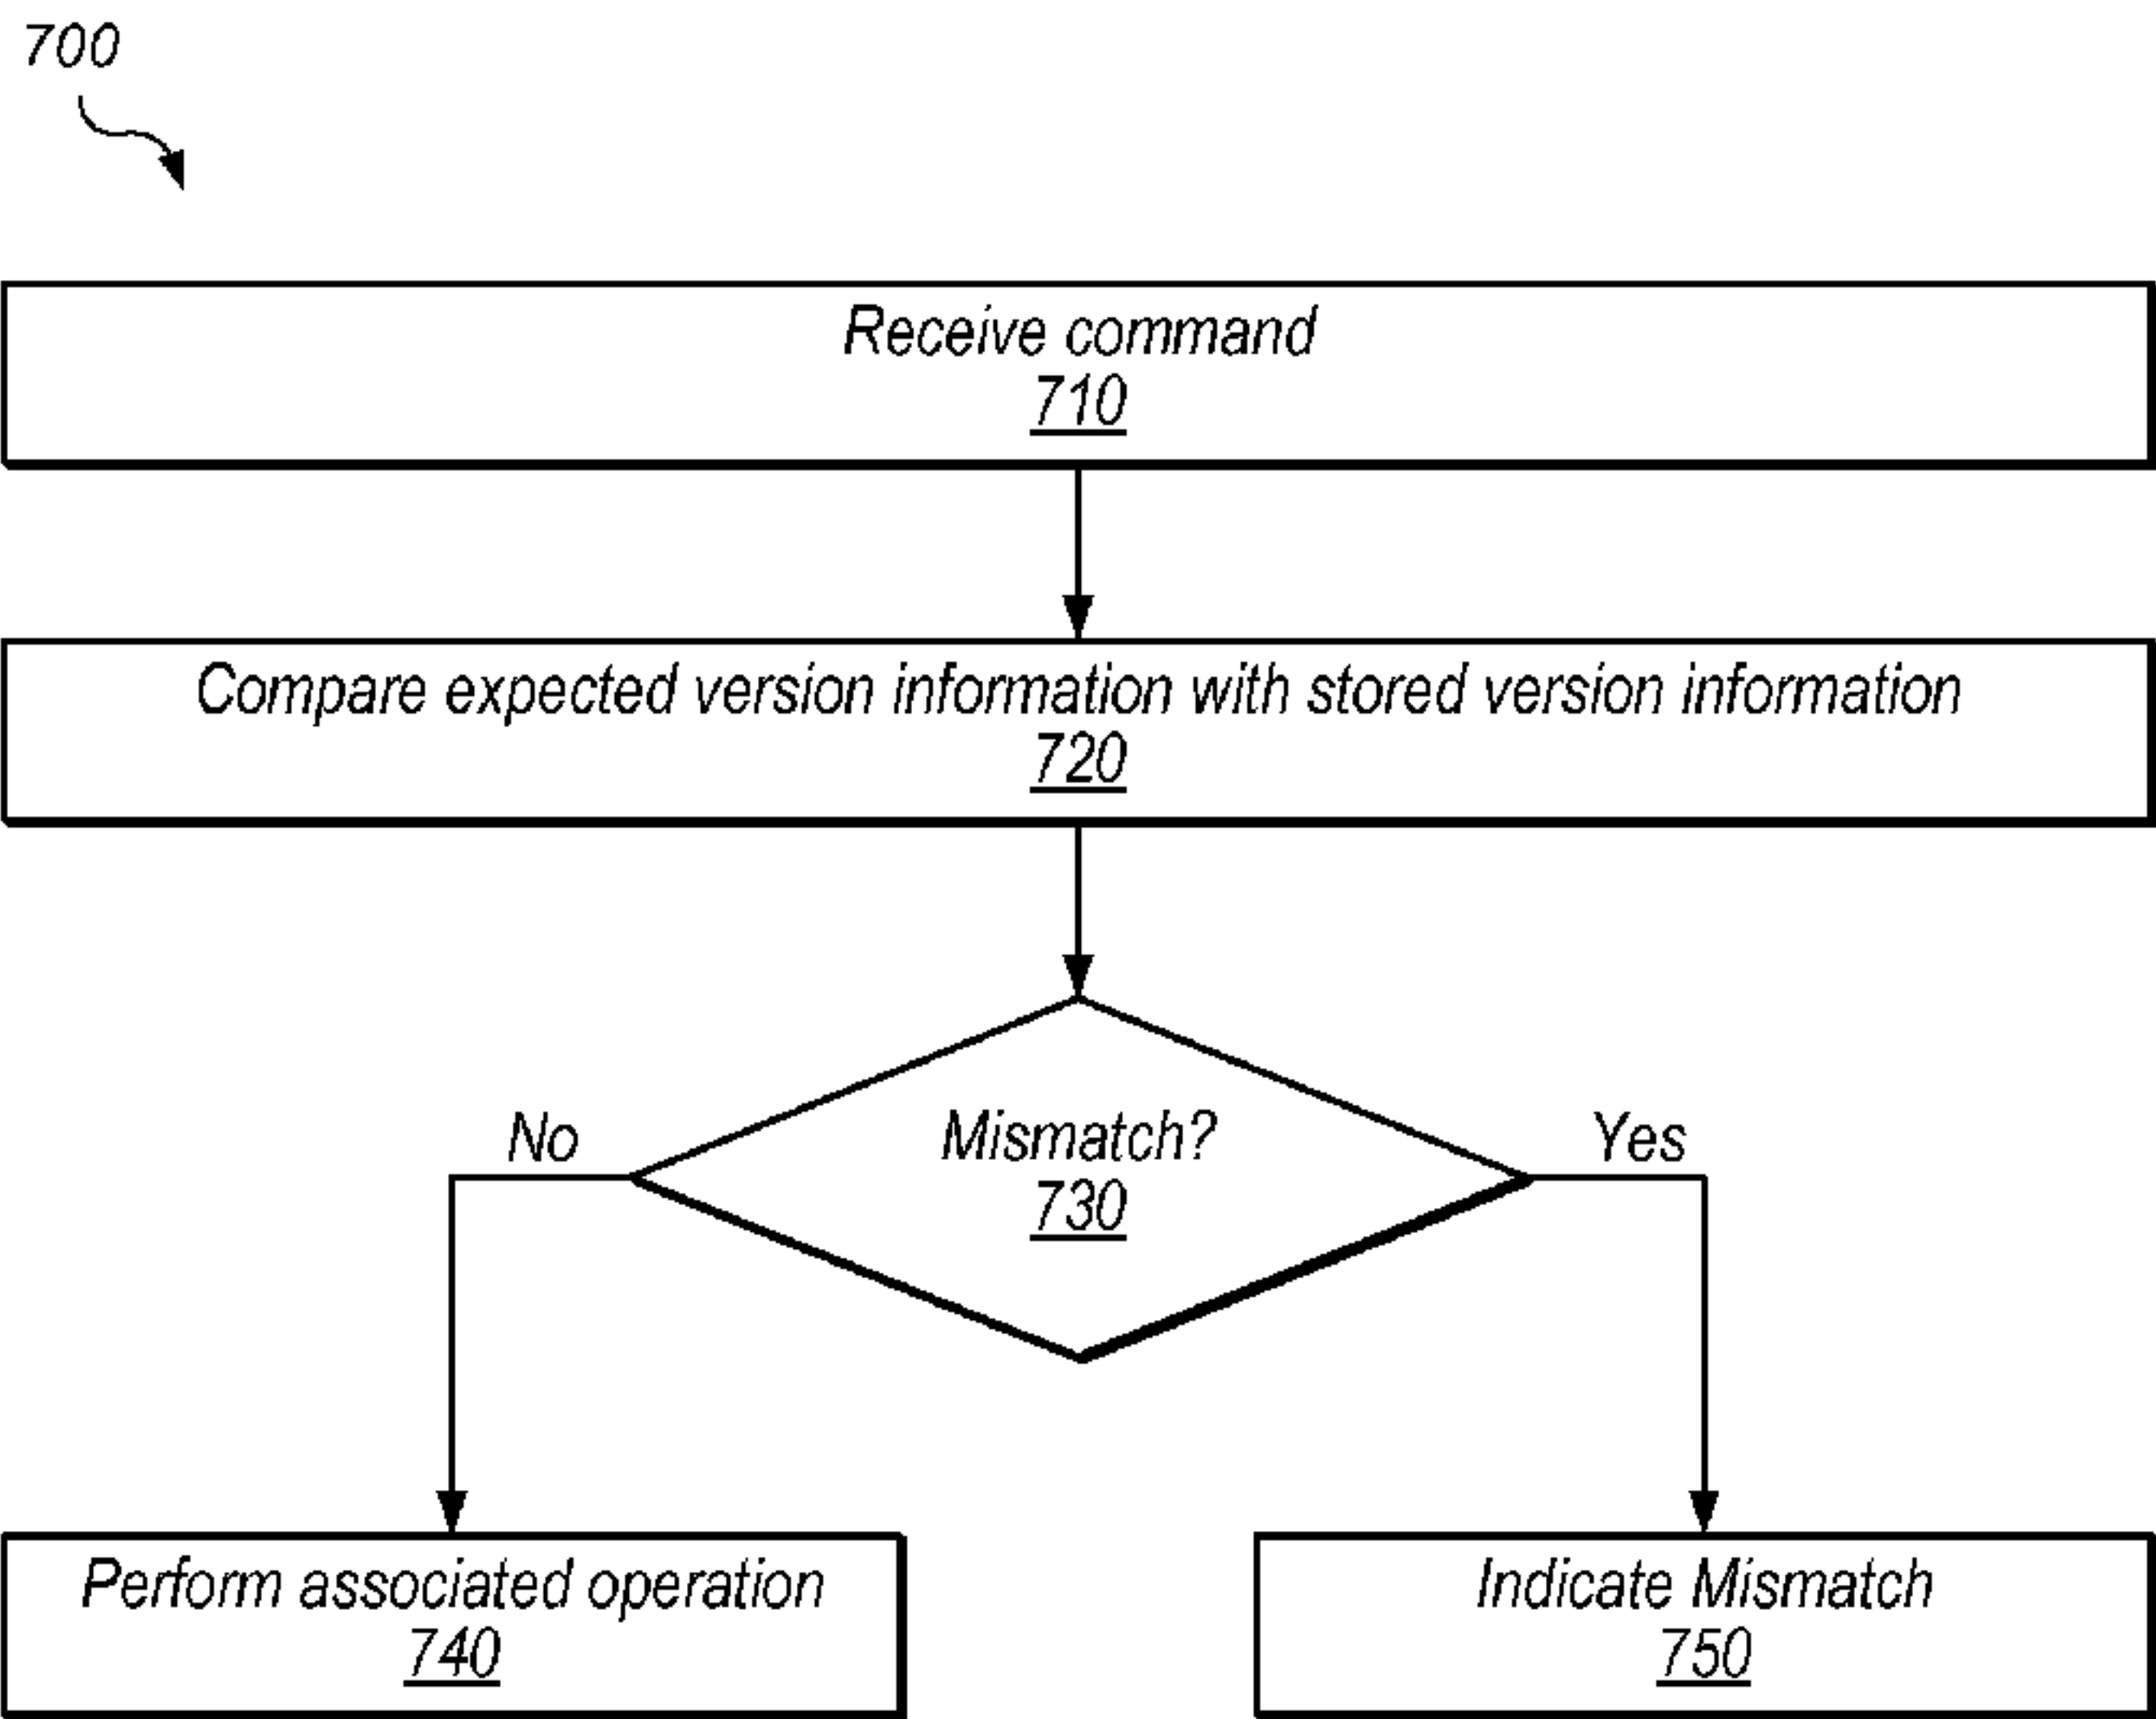 700
Receive command
710
Compare expected version information with stored version information
720
Mismatch?
730
No
Yes
Perform associated operation
740
Indicate Mismatch
750